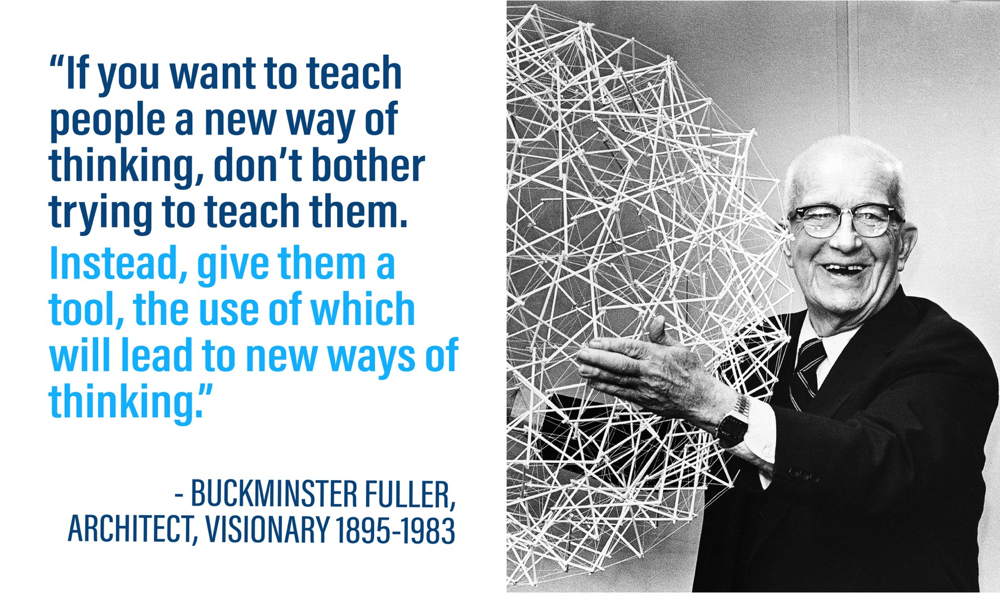 “If you want to teach
people a new way of
thinking, don’t bother
trying to teach them.
Instead, give them a
tool, the use of which
will lead to new ways of
thinking.”
- BUCKMINSTER FULLER,
ARCHITECT, VISIONARY 1895-1983